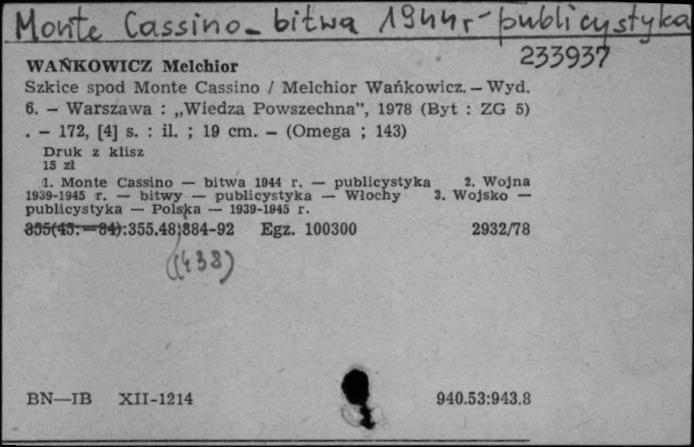 Monte Cassino - bitwa 1944r - publicystyka
233937
WAŃKOWICZ Melchior
Szkice spod Monte Cassino / Melchior Wańkowicz. — Wyd.
6. — Warszawa : „Wiedza Powszechna”, 1978 (Byt : ZG 5)
. — 172, [4] s. : il. ; 19 cm. — (Omega ; 143)
Druk z klisz
15 zł
1. Monte Cassino — bitwa 1944 r. — publicystyka 2. Wojna
1939-1945 r. — bitwy — publicystyka — Włochy 3. Wojsko —
publicystyka — Polska — 1939-1945 r.
355(45:—84):355.48;884-92 Egz. 100300 2932/78
(438)
BN—IB XII-1214 940.53:943.8